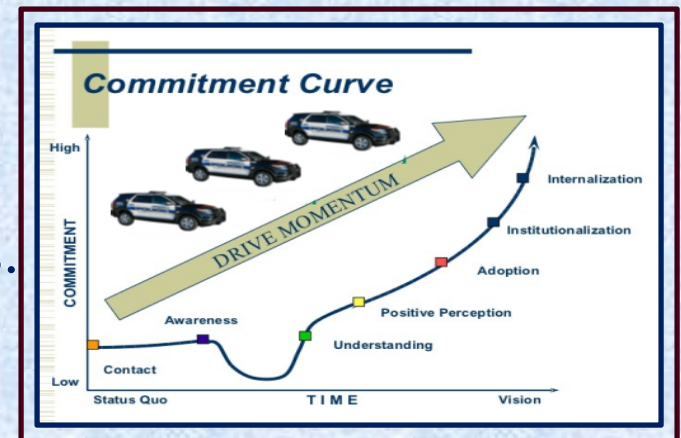 Commitment Curve
High
COMMITMENT
DRIVE MOMENTUM
Internalization
Institutionalization
Adoption
Positive Perception
Awareness
Understanding
Contact
Low
Status Quo
TIME
Vision